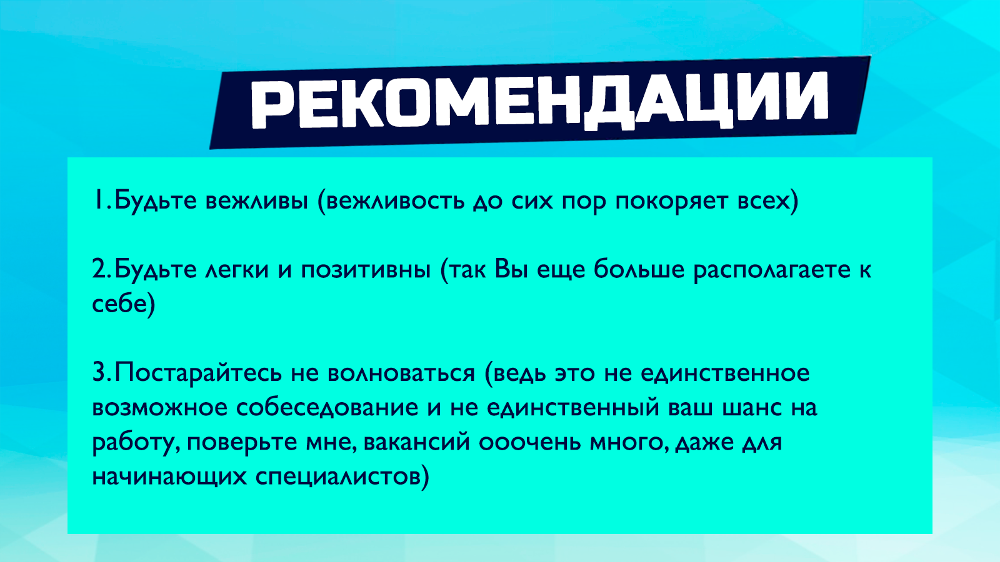 РЕКОМЕНДАЦИИ
1.Будьте вежливы (вежливость до сих пор покоряет всех)
2.Будьте легки и позитивны (так Вы еще больше располагаете к
себе)
3.Постарайтесь не волноваться (ведь это не единственное
возможное собеседование и не единственный ваш шанс на
работу, поверьте мне, вакансий ооочень много, даже для
начинающих специалистов)